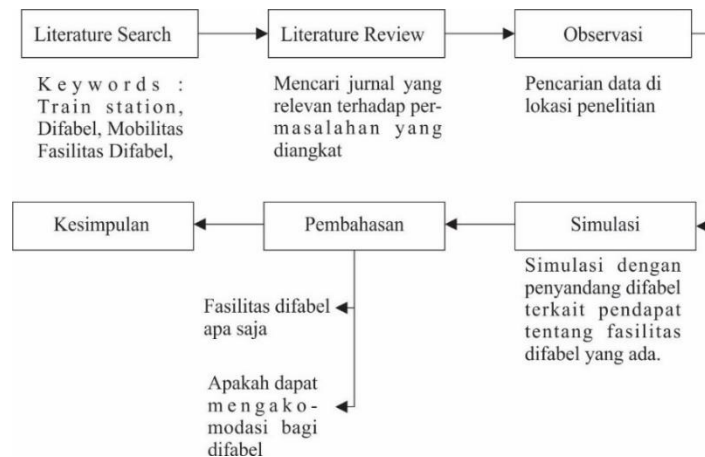 Literature Search
Keywords :
Train station,
Difabel, Mobilitas
Fasilitas Difabel,
Literature Review
Mencari jurnal yang
relevan terhadap per-
masalahan yang
diangkat
Observasi
Pencarian data di
lokasi penelitian
Simulasi
Simulasi dengan
penyandang difabel
terkait pendapat
tentang fasilitas
difabel yang ada.
Pembahasan
Fasilitas difabel
apa saja
Apakah dapat
mengako-
modasi bagi
difabel
Kesimpulan